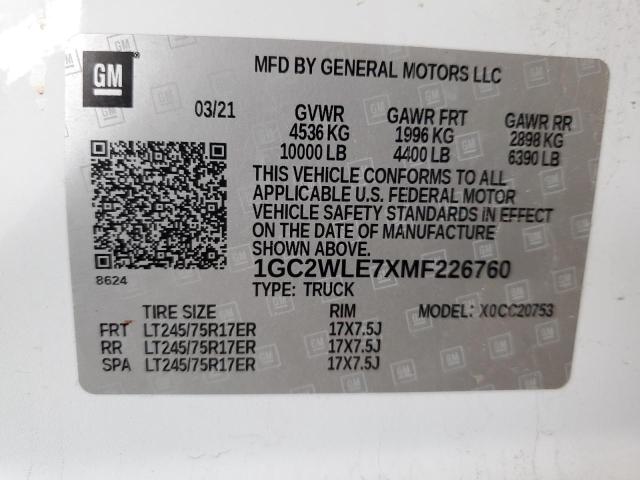 GM
MFD BY GENERAL MOTORS LLC
03/21 GVWR GAWR FRT GAWR RR
4536 KG 1996 KG 2898 KG
10000 LB 4400 LB 6390 LB
THIS VEHICLE CONFORMS TO ALL
APPLICABLE U.S. FEDERAL MOTOR
VEHICLE SAFETY STANDARDS IN EFFECT
ON THE DATE OF MANUFACTURE
SHOWN ABOVE.
8624
1GC2WLE7XMF226760
TYPE: TRUCK
MODEL: X0CC20753
TIRE SIZE RIM
FRT LT245/75R17ER 17X7.5J
RR LT245/75R17ER 17X7.5J
SPA LT245/75R17ER 17X7.5J